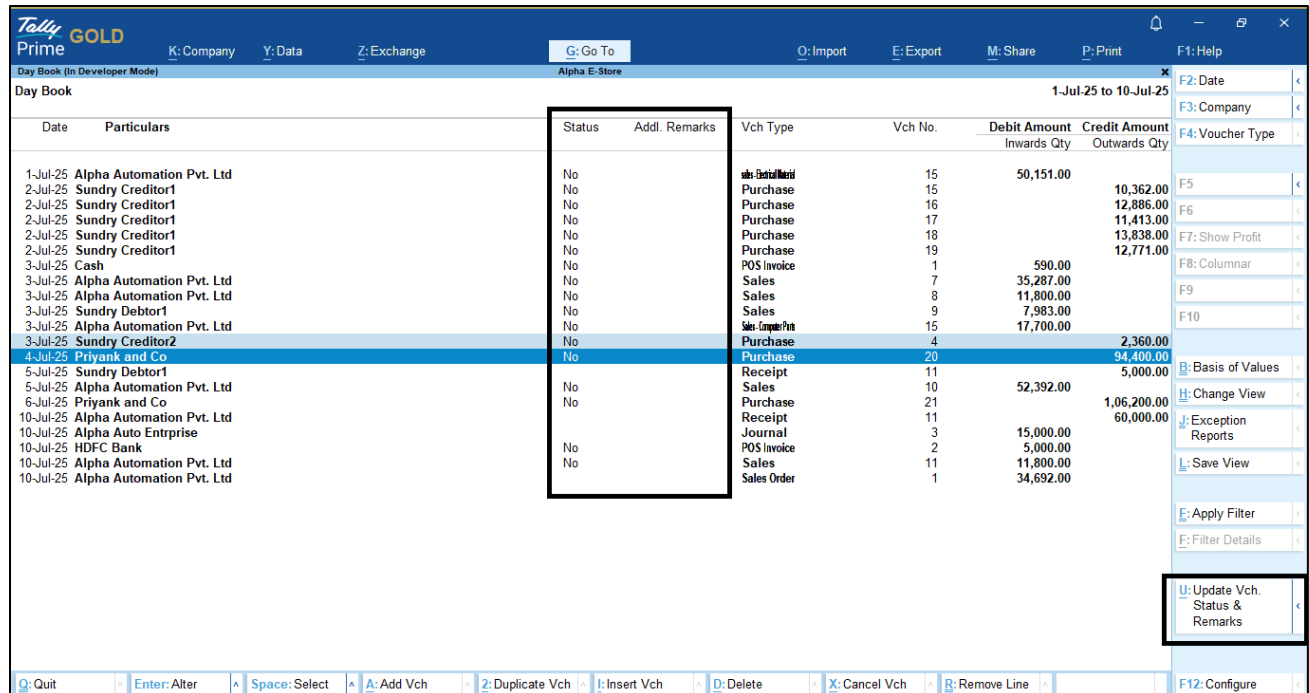 Tally Prime GOLD
K: Company Y: Data Z: Exchange G: Go To O: Import E: Export M: Share P: Print F1: Help
Day Book (In Developer Mode) Alpha E-Store
Day Book 1-Jul-25 to 10-Jul-25
Date Particulars Status Addl. Remarks Vch Type Vch No. Debit Amount Credit Amount
Inwards Qty Outwards Qty
1-Jul-25 Alpha Automation Pvt. Ltd No sales - Electrical Material 15 50,151.00
2-Jul-25 Sundry Creditor1 No Purchase 15 10,362.00
2-Jul-25 Sundry Creditor1 No Purchase 16 12,886.00
2-Jul-25 Sundry Creditor1 No Purchase 17 11,413.00
2-Jul-25 Sundry Creditor1 No Purchase 18 13,838.00
2-Jul-25 Sundry Creditor1 No Purchase 19 12,771.00
3-Jul-25 Cash No POS Invoice 1 590.00
3-Jul-25 Alpha Automation Pvt. Ltd No Sales 7 35,287.00
3-Jul-25 Alpha Automation Pvt. Ltd No Sales 8 11,800.00
3-Jul-25 Sundry Debtor1 No Sales 9 7,983.00
3-Jul-25 Alpha Automation Pvt. Ltd No Sales - Computer Parts 15 17,700.00
3-Jul-25 Sundry Creditor2 No Purchase 4 2,360.00
4-Jul-25 Priyank and Co No Purchase 20 94,400.00
5-Jul-25 Sundry Debtor1 Receipt 11 5,000.00
5-Jul-25 Alpha Automation Pvt. Ltd No Sales 10 52,392.00
6-Jul-25 Priyank and Co No Purchase 21 1,06,200.00
10-Jul-25 Alpha Automation Pvt. Ltd Receipt 11 60,000.00
10-Jul-25 Alpha Auto Entrprise Journal 3 15,000.00
10-Jul-25 HDFC Bank No POS Invoice 2 5,000.00
10-Jul-25 Alpha Automation Pvt. Ltd No Sales 11 11,800.00
10-Jul-25 Alpha Automation Pvt. Ltd Sales Order 1 34,692.00
F2: Date
F3: Company
F4: Voucher Type
F5
F6
F7: Show Profit
F8: Columnar
F9
F10
B: Basis of Values
H: Change View
J: Exception
Reports
L: Save View
F: Apply Filter
F: Filter Details
U: Update Vch.
Status &
Remarks
Q: Quit Enter: Alter Space: Select A: Add Vch 2: Duplicate Vch I: Insert Vch D: Delete X: Cancel Vch R: Remove Line F12: Configure